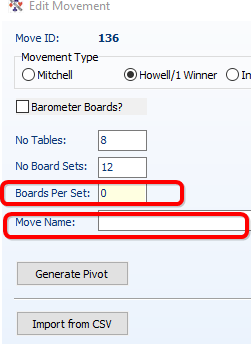 Edit Movement
Move ID: 136
Movement Type
Mitchell Howell/1 Winner In
Barometer Boards?
No Tables: 8
No Board Sets: 12
Boards Per Set: 0
Move Name:
Generate Pivot
Import from CSV